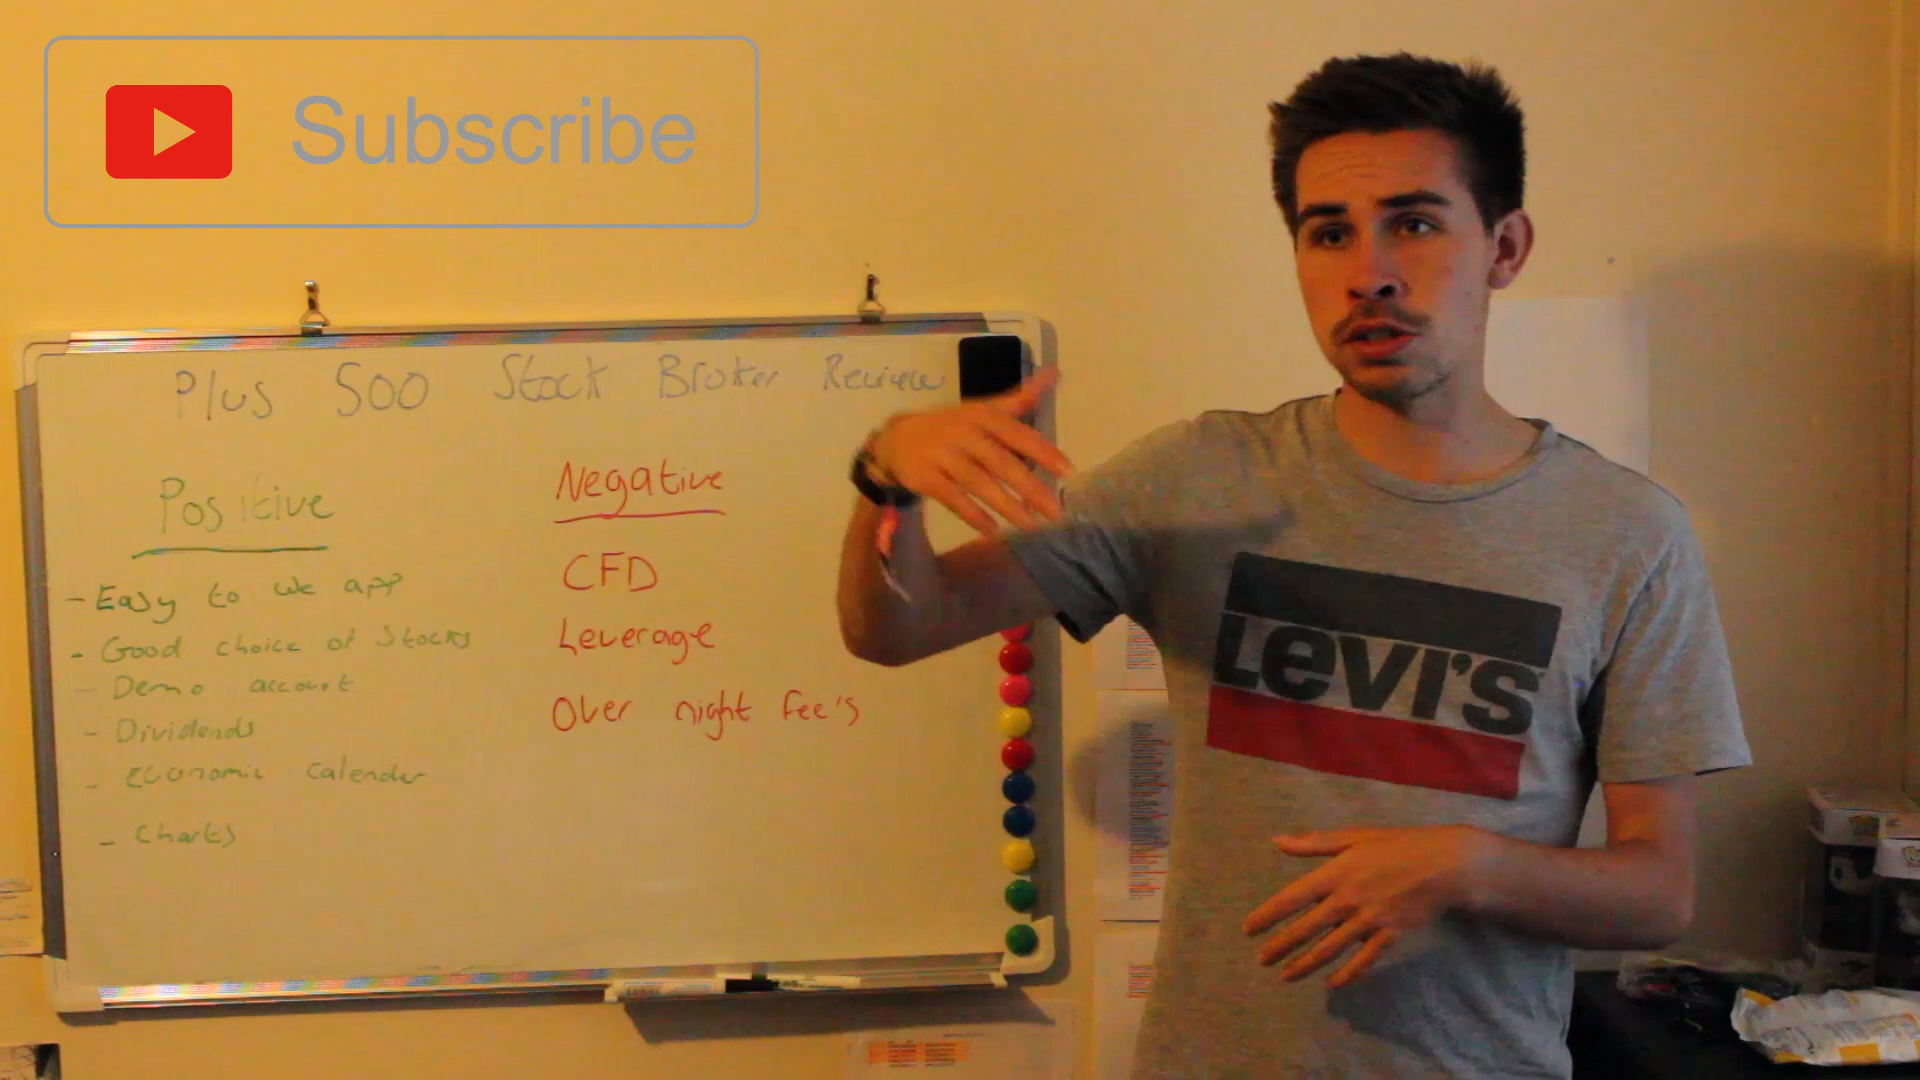 Subscribe
Plus 500 Stock Broker Review
Positive
- Easy to use app
- Good choice of Stocks
- Demo account
- Dividends
- Economic Calender
- Charts
Negative
CFD
Leverage
Over night fee's
LEVI'S